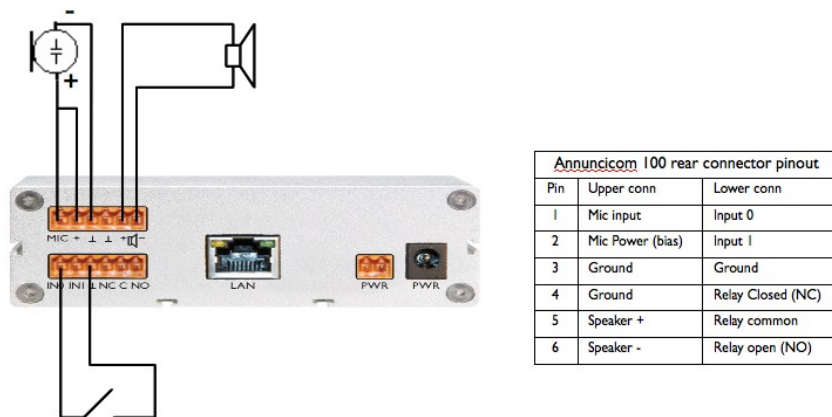 -
+
MIC + ⊥ ⊥ + -
IN0 IN1 ⊥ NC C NO
LAN
PWR
PWR
Annuncicom 100 rear connector pinout
Pin Upper conn Lower conn
1 Mic input Input 0
2 Mic Power (bias) Input 1
3 Ground Ground
4 Ground Relay Closed (NC)
5 Speaker + Relay common
6 Speaker - Relay open (NO)